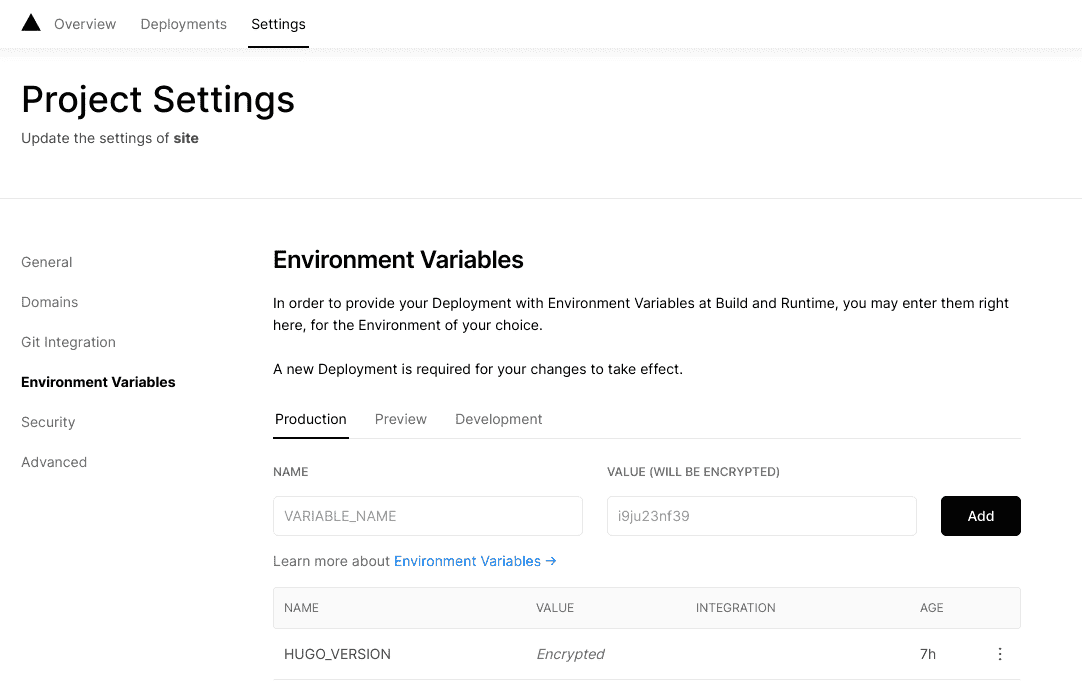 Overview Deployments Settings
Project Settings
Update the settings of site
General
Domains
Git Integration
Environment Variables
Security
Advanced
Environment Variables
In order to provide your Deployment with Environment Variables at Build and Runtime, you may enter them right
here, for the Environment of your choice.
A new Deployment is required for your changes to take effect.
Production Preview Development
NAME VALUE (WILL BE ENCRYPTED)
VARIABLE_NAME i9ju23nf39 Add
Learn more about Environment Variables →
NAME VALUE INTEGRATION AGE
HUGO_VERSION Encrypted 7h